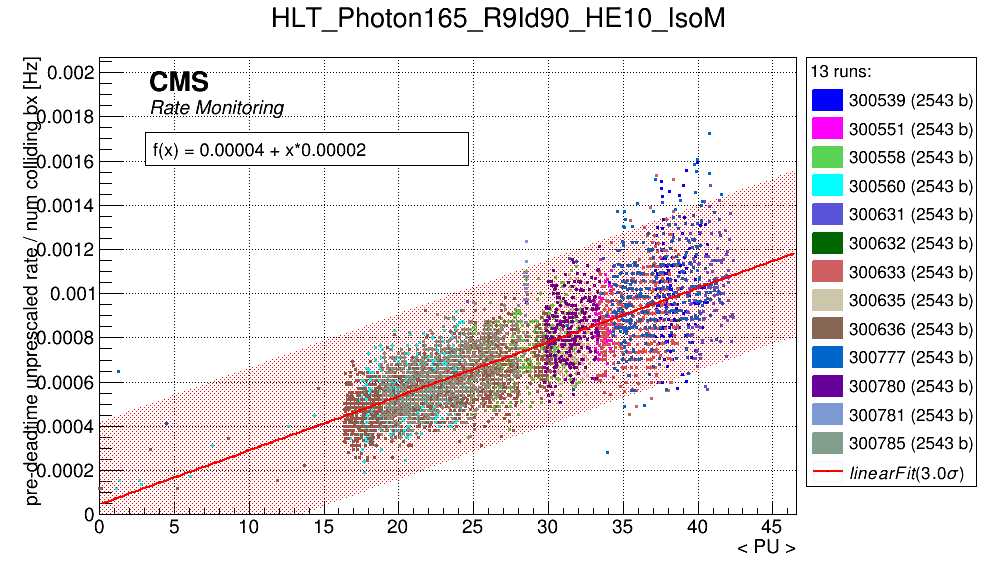 HLT_Photon165_R9Id90_HE10_IsoM
pre-deadtime unprescaled rate / num colliding bx [Hz]
0.002
0.0018
0.0016
0.0014
0.0012
0.001
0.0008
0.0006
0.0004
0.0002
0
CMS
Rate Monitoring
f(x) = 0.00004 + x*0.00002
0 5 10 15 20 25 30 35 40 45
< PU >
13 runs:
300539 (2543 b)
300551 (2543 b)
300558 (2543 b)
300560 (2543 b)
300631 (2543 b)
300632 (2543 b)
300633 (2543 b)
300635 (2543 b)
300636 (2543 b)
300777 (2543 b)
300780 (2543 b)
300781 (2543 b)
300785 (2543 b)
linearFit(3.0σ)